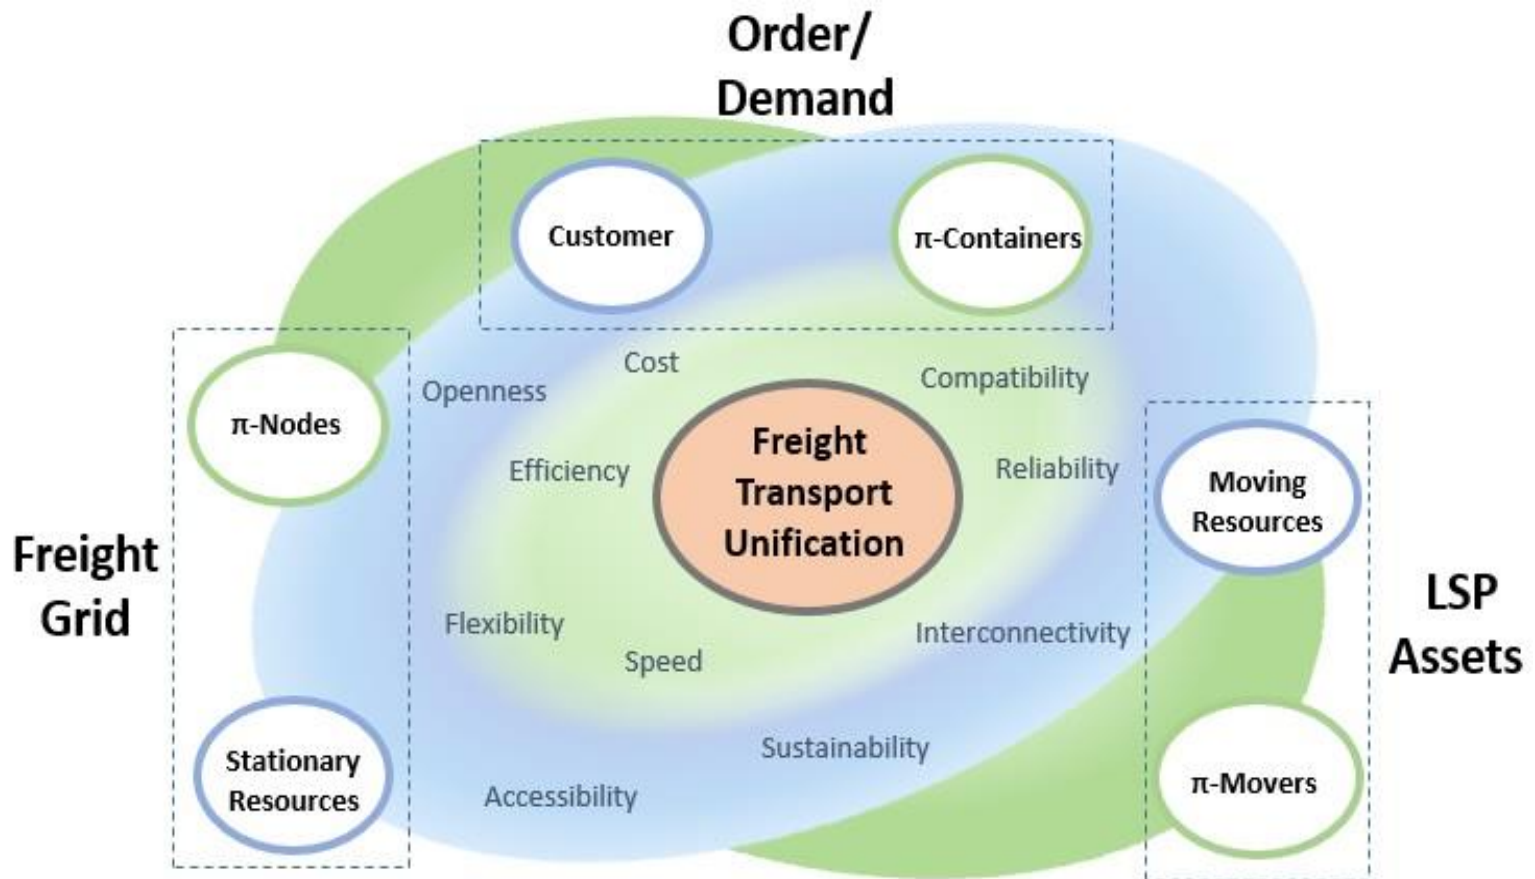 Order/
Demand
Customer
π-Containers
Cost
Openness
Compatibility
π-Nodes
Efficiency
Freight
Transport
Unification
Reliability
Moving
Resources
Freight
Grid
LSP
Assets
Flexibility
Speed
Interconnectivity
Sustainability
Stationary
Resources
Accessibility
π-Movers